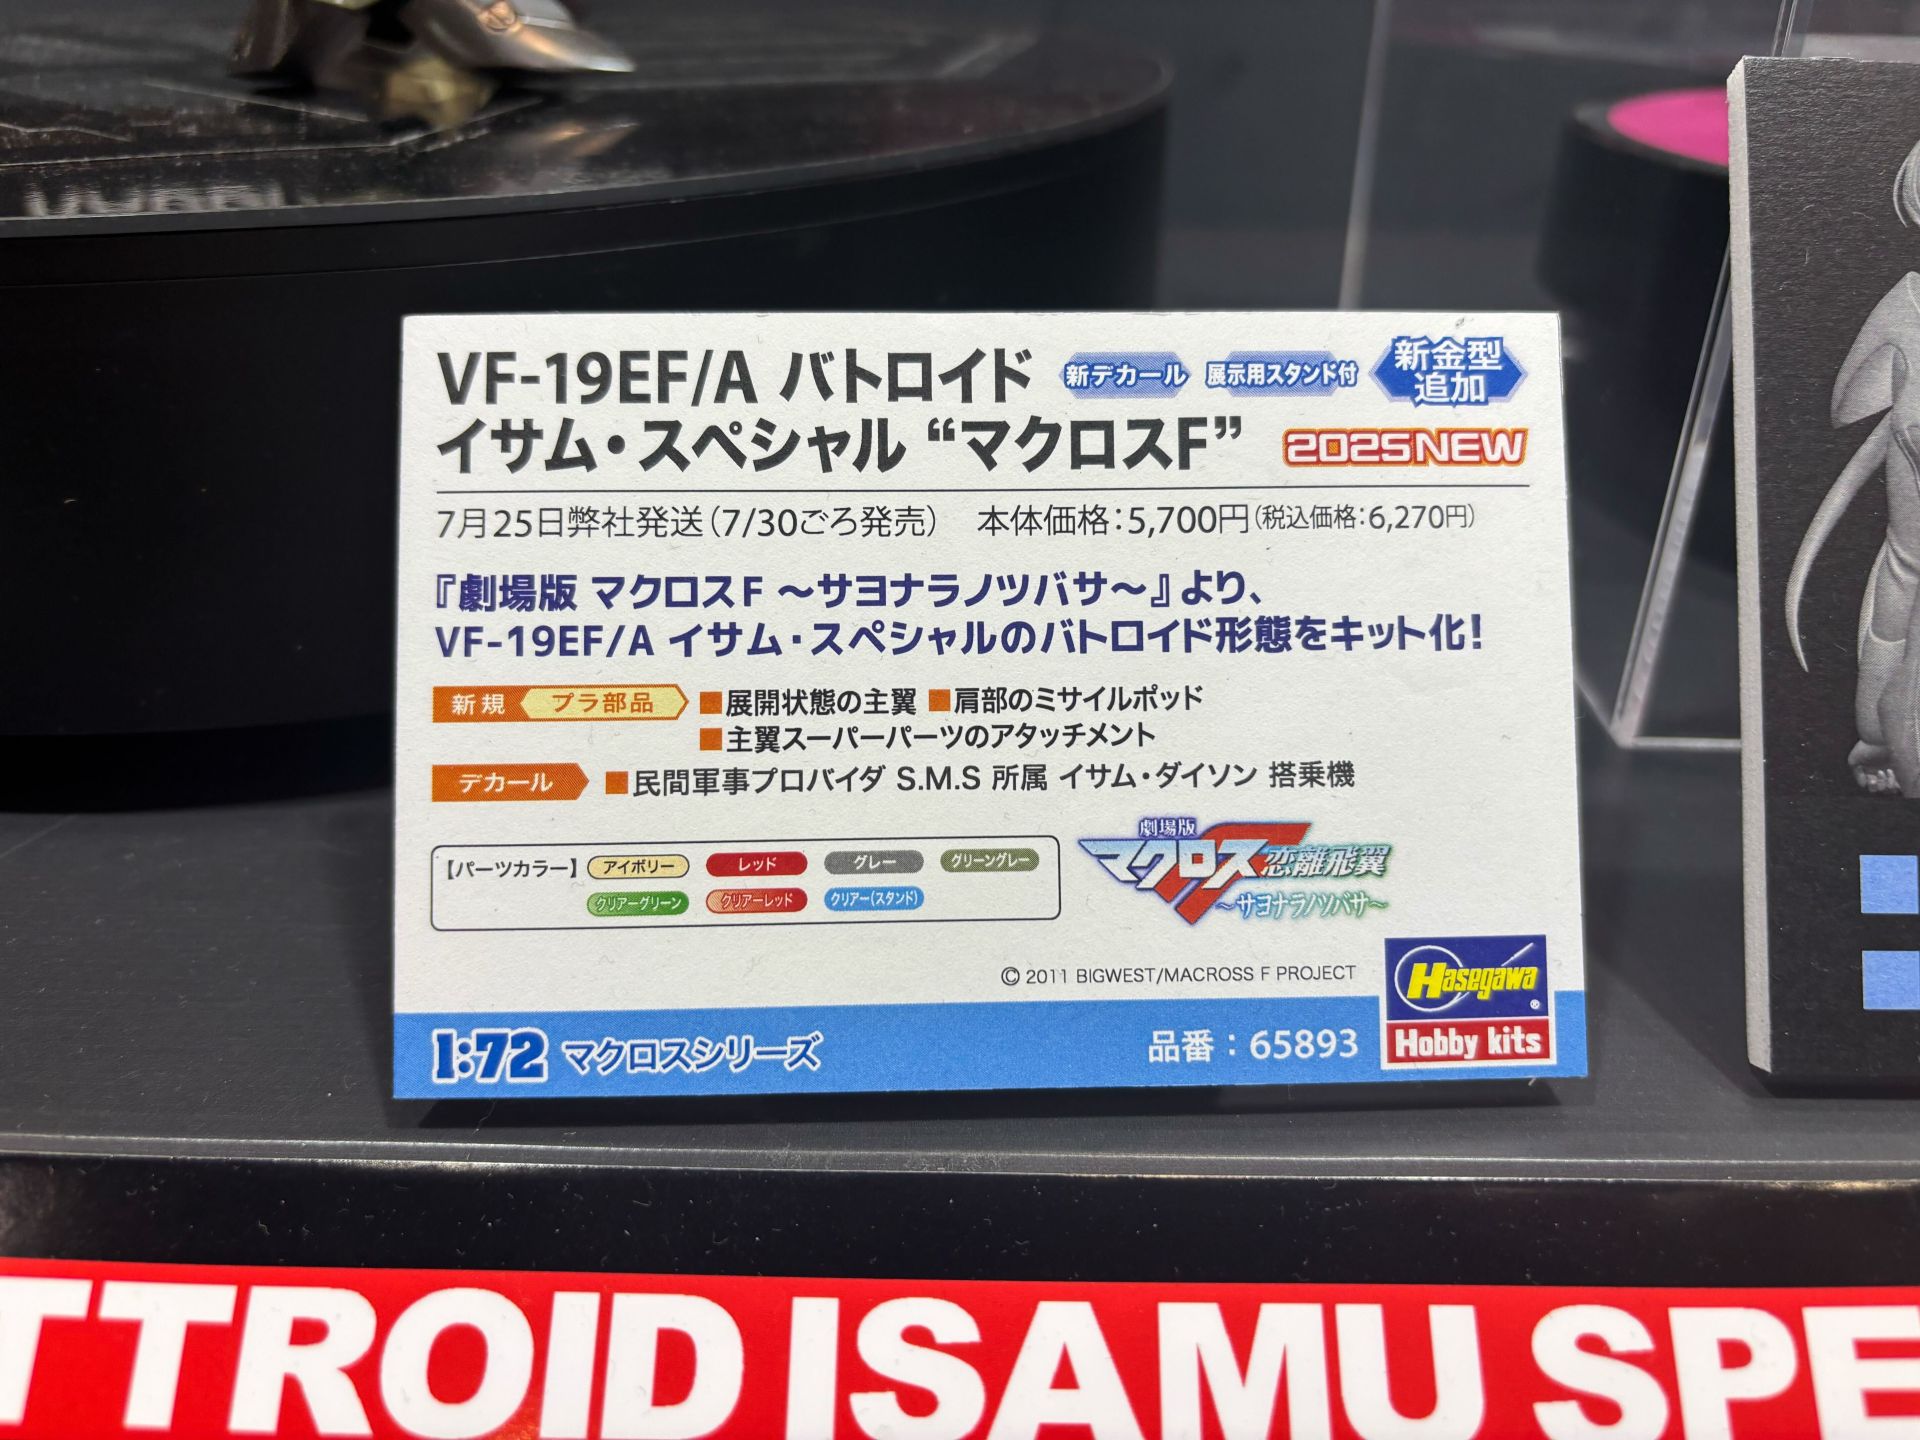 VF-19EF/A バトロイド
新デカール
展示用スタンド付
新金型
追加
イサム・スペシャル “マクロスF”
2025NEW
7月25日弊社発送（7/30ごろ発売） 本体価格：5,700円（税込価格：6,270円）
『劇場版 マクロスF ～サヨナラノツバサ～』より、
VF-19EF/A イサム・スペシャルのバトロイド形態をキット化！
新規 プラ部品 ■展開状態の主翼 ■肩部のミサイルポッド
■主翼スーパーパーツのアタッチメント
デカール ■民間軍事プロバイダ S.M.S 所属 イサム・ダイソン 搭乗機
【パーツカラー】 アイボリー レッド グレー グリーングレー
クリアーグリーン クリアーレッド クリアー(スタンド)
劇場版
マクロスF 恋離飛翼
～サヨナラノツバサ～
© 2011 BIGWEST/MACROSS F PROJECT
Hasegawa®
Hobby kits
1:72 マクロスシリーズ
品番：65893
TTROID ISAMU SPE